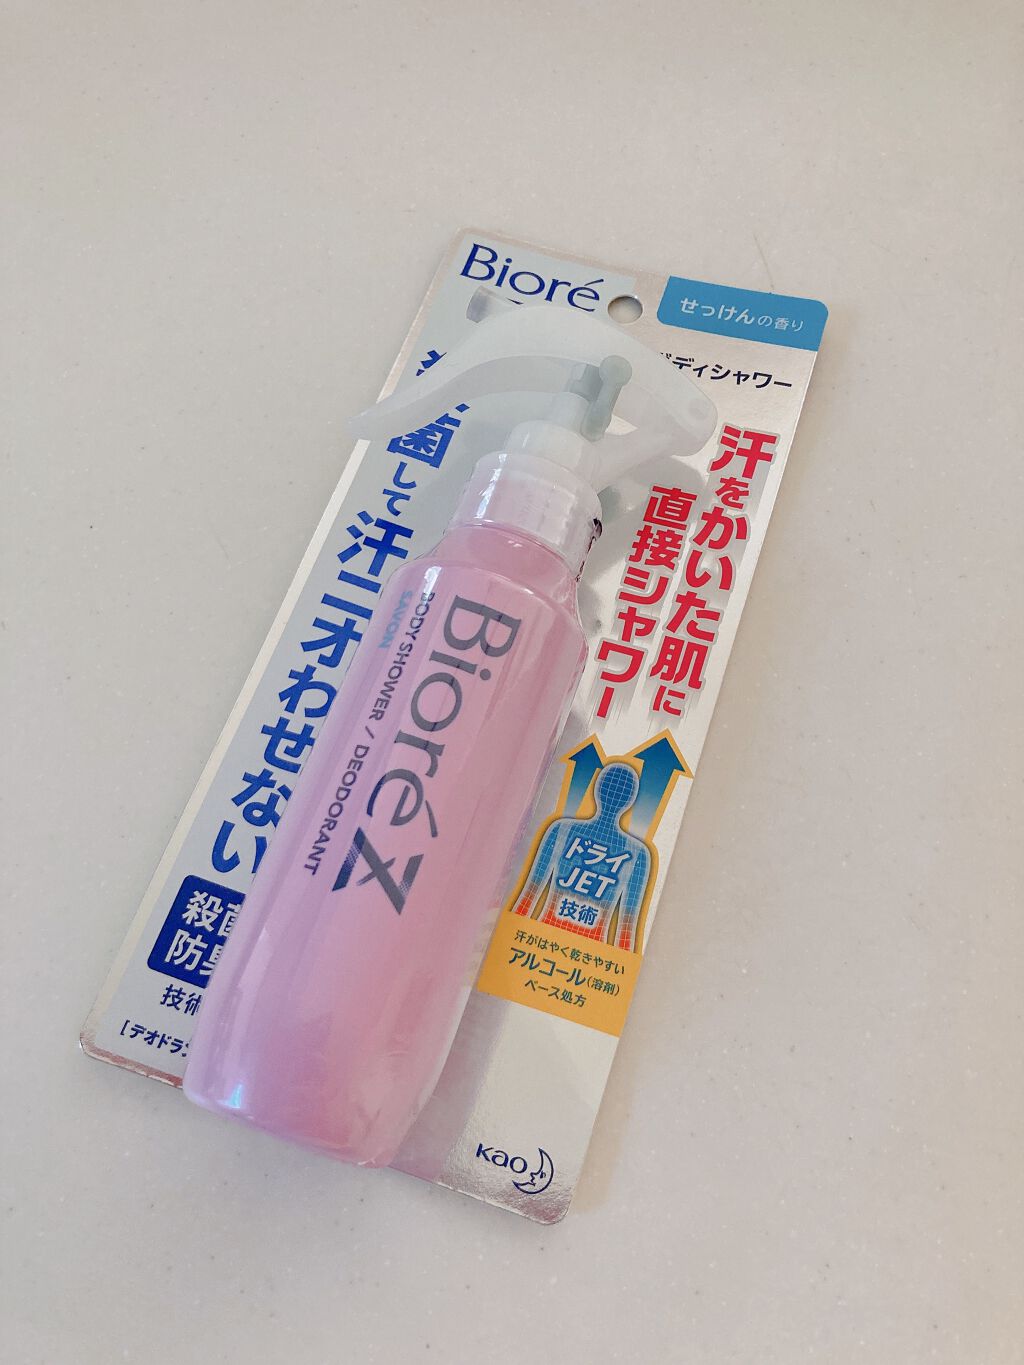 Bioré
せっけんの香り
ディシャワー
汗をかいた肌に
直接シャワー
菌して汗ニオわせない
殺菌
防臭
技術
[デオドラン
Bioré Z
BODY SHOWER / DEODORANT
SAVON
ドライ
JET
技術
汗がはやく乾きやすい
アルコール(溶剤)
ベース処方
Kao